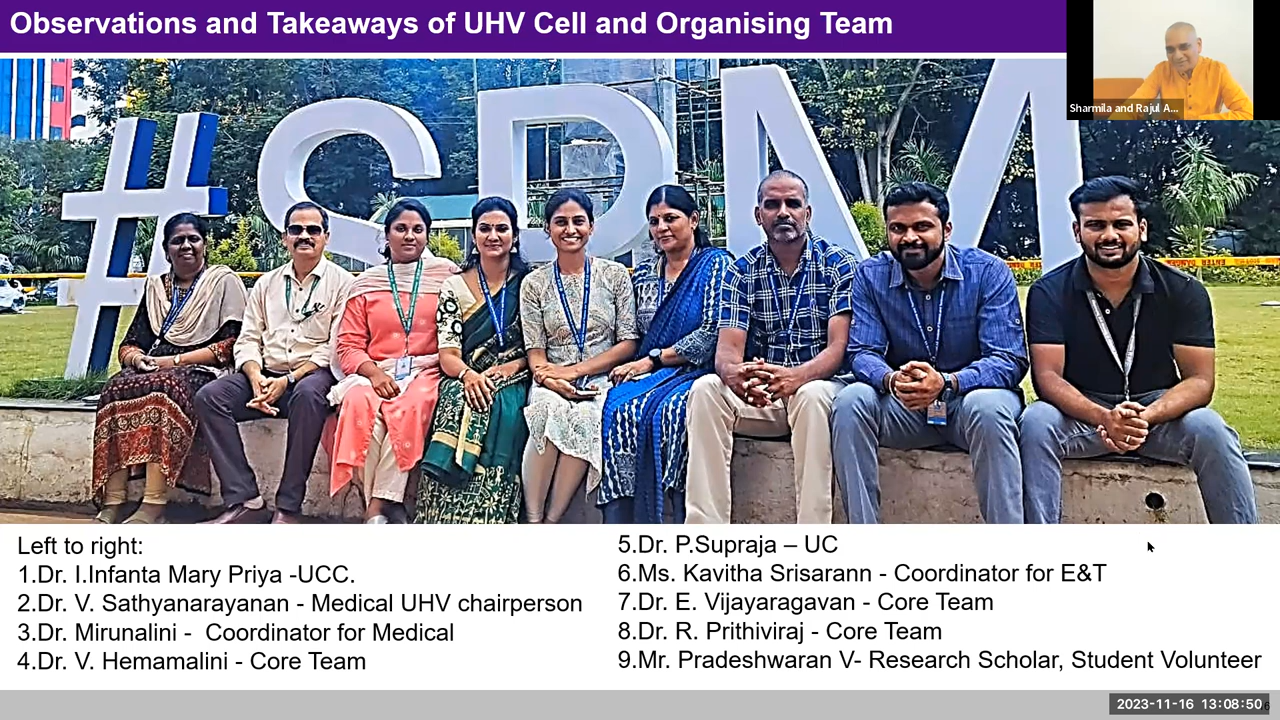 Observations and Takeaways of UHV Cell and Organising Team
Sharmila and Rajul A...
#SRM
Left to right:
1.Dr. I.Infanta Mary Priya -UCC.
2.Dr. V. Sathyanarayanan - Medical UHV chairperson
3.Dr. Mirunalini -  Coordinator for Medical
4.Dr. V. Hemamalini - Core Team
5.Dr. P.Supraja – UC
6.Ms. Kavitha Srisarann - Coordinator for E&T
7.Dr. E. Vijayaragavan - Core Team
8.Dr. R. Prithiviraj - Core Team
9.Mr. Pradeshwaran V- Research Scholar, Student Volunteer
2023-11-16 13:08:50